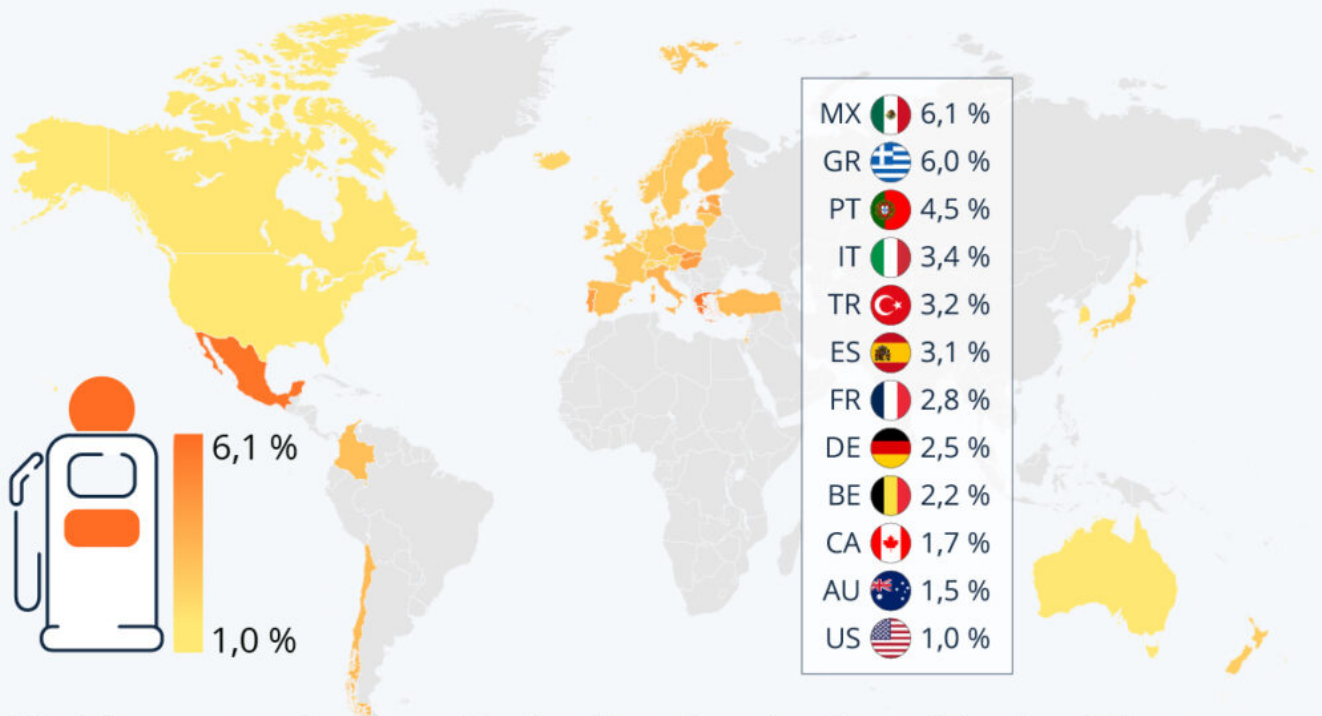 MX 6,1 %
GR 6,0 %
PT 4,5 %
IT 3,4 %
TR 3,2 %
ES 3,1 %
FR 2,8 %
DE 2,5 %
BE 2,2 %
CA 1,7 %
AU 1,5 %
US 1,0 %
6,1 %
1,0 %